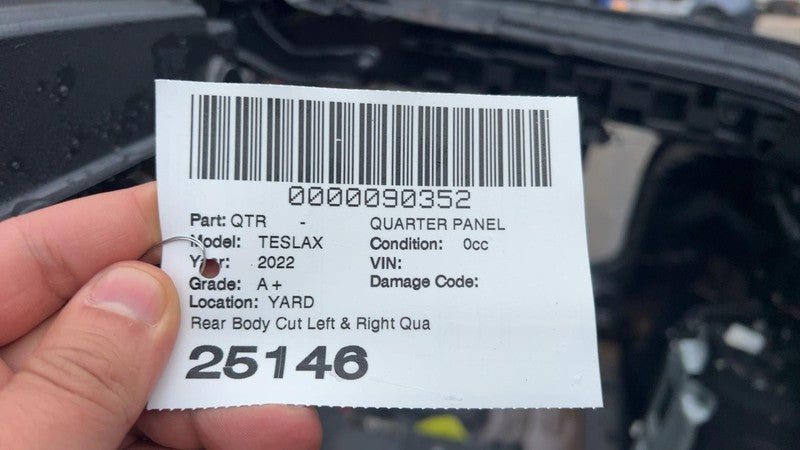 0000090352
Part: QTR - QUARTER PANEL
Model: TESLAX Condition: 0cc
Year: 2022 VIN:
Grade: A+ Damage Code:
Location: YARD
Rear Body Cut Left & Right Qua
25146